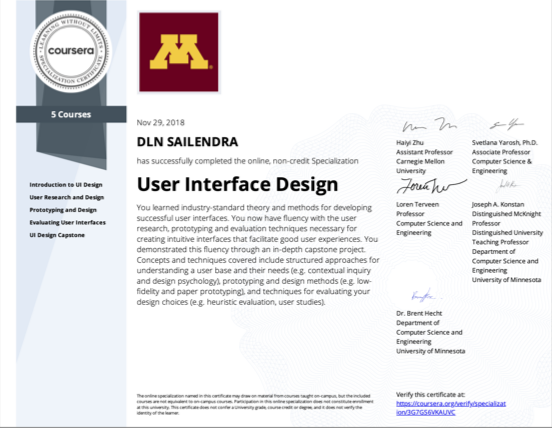 LEARNING WITHOUT LIMITS
coursera
SPECIALIZATION CERTIFICATE
5 Courses
Introduction to UI Design
User Research and Design
Prototyping and Design
Evaluating User Interfaces
UI Design Capstone
M
Nov 29, 2018
DLN SAILENDRA
has successfully completed the online, non-credit Specialization
User Interface Design
You learned industry-standard theory and methods for developing
successful user interfaces. You now have fluency with the user
research, prototyping and evaluation techniques necessary for
creating intuitive interfaces that facilitate good user experiences. You
demonstrated this fluency through an in-depth capstone project.
Concepts and techniques covered include structured approaches for
understanding a user base and their needs (e.g. contextual inquiry
and design psychology), prototyping and design methods (e.g. low-
fidelity and paper prototyping), and techniques for evaluating your
design choices (e.g. heuristic evaluation, user studies).
Haiyi Zhu
Assistant Professor
Carnegie Mellon
University
Svetlana Yarosh, Ph.D.
Associate Professor
Computer Science &
Engineering
Loren Terveen
Professor
Computer Science and
Engineering
Joseph A. Konstan
Distinguished McKnight
Professor
Distinguished University
Teaching Professor
Department of
Computer Science and
Engineering
University of Minnesota
Dr. Brent Hecht
Department of
Computer Science and
Engineering
University of Minnesota
The online specialization named in this certificate may draw on material from courses taught on-campus, but the included
courses are not equivalent to on-campus courses. Participation in this online specialization does not constitute enrollment
at this university. This certificate does not confer a University grade, course credit or degree, and it does not verify the
identity of the learner.
Verify this certificate at:
https://coursera.org/verify/specializat
ion/3G7G56VKAUVC